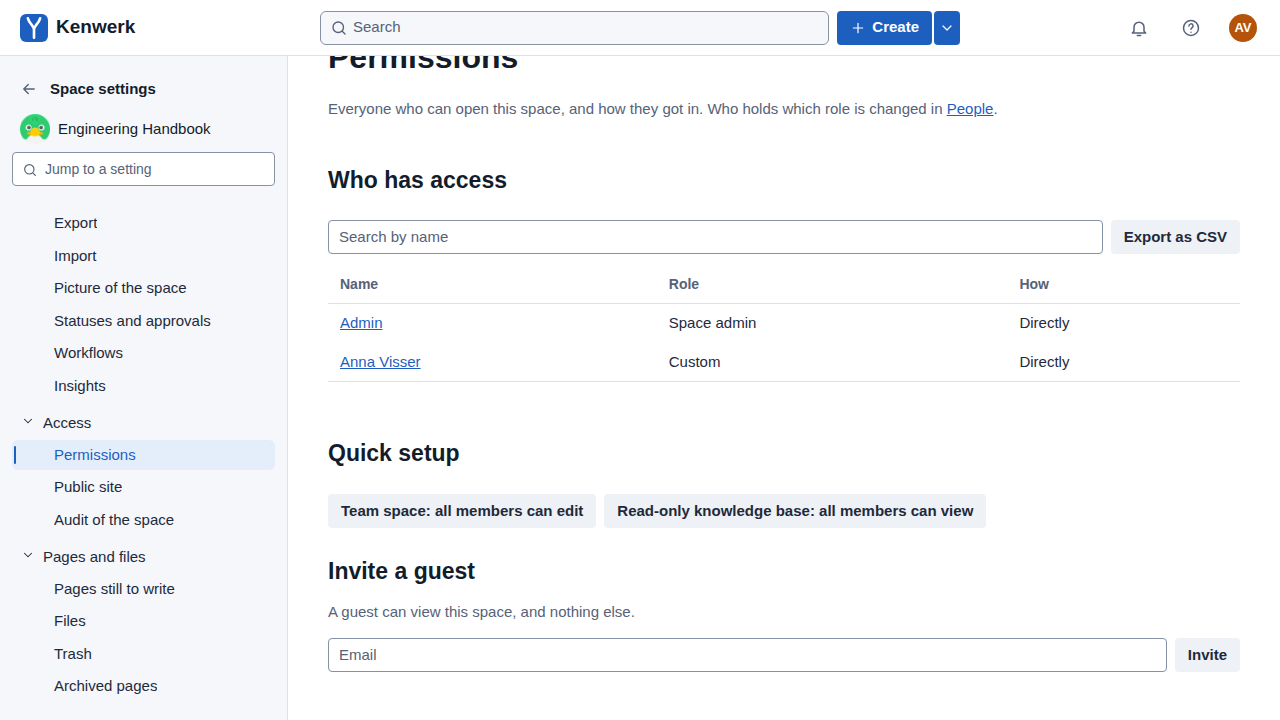 Kenwerk
Search
Create
AV
Space settings
Engineering Handbook
Jump to a setting
Export
Import
Picture of the space
Statuses and approvals
Workflows
Insights
Access
Permissions
Public site
Audit of the space
Pages and files
Pages still to write
Files
Trash
Archived pages
Permissions
Everyone who can open this space, and how they got in. Who holds which role is changed in People.
Who has access
Search by name
Export as CSV
Name Role How
Admin Space admin Directly
Anna Visser Custom Directly
Quick setup
Team space: all members can edit
Read-only knowledge base: all members can view
Invite a guest
A guest can view this space, and nothing else.
Email
Invite